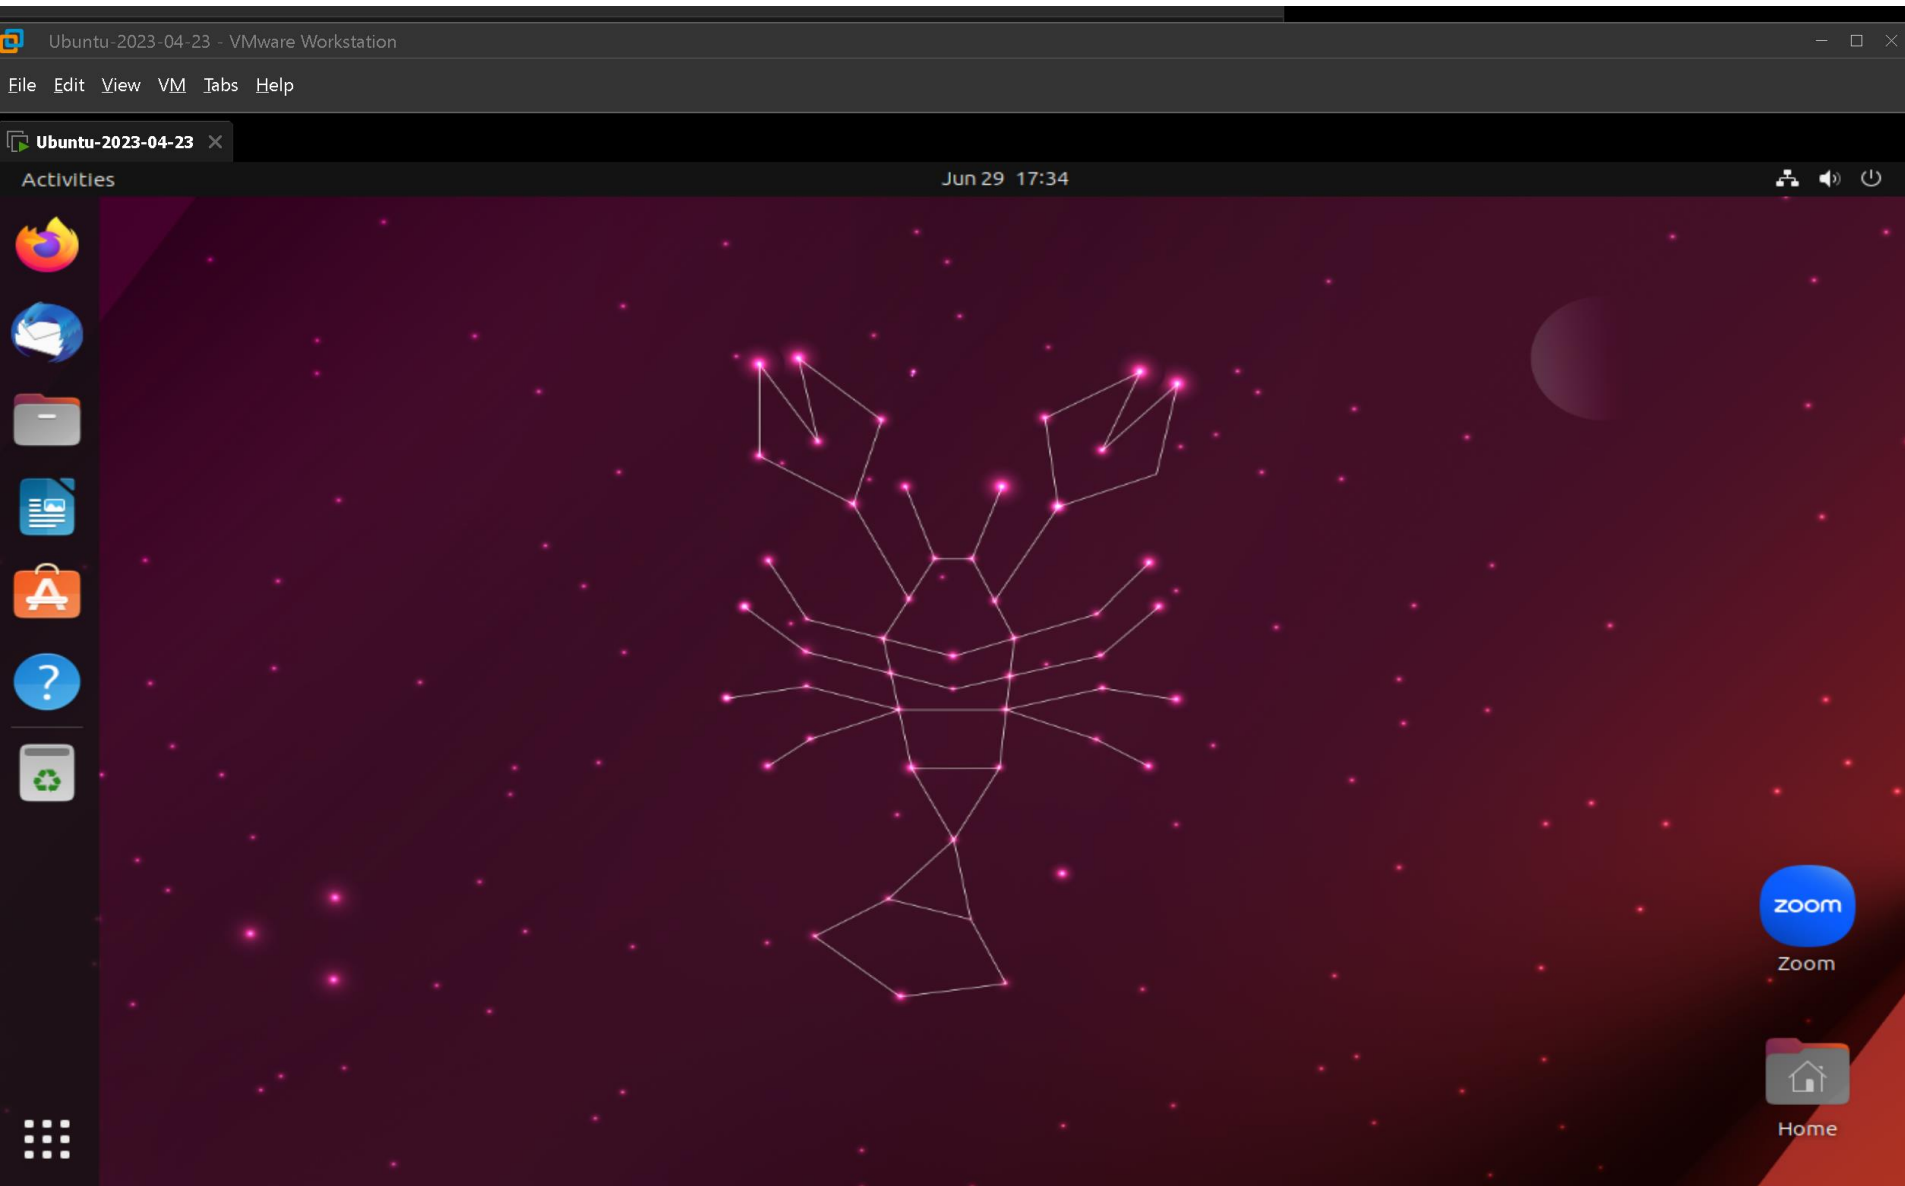 Ubuntu-2023-04-23 - VMware Workstation
File Edit View VM Tabs Help
Ubuntu-2023-04-23
Activities Jun 29 17:34
zoom
Zoom
Home